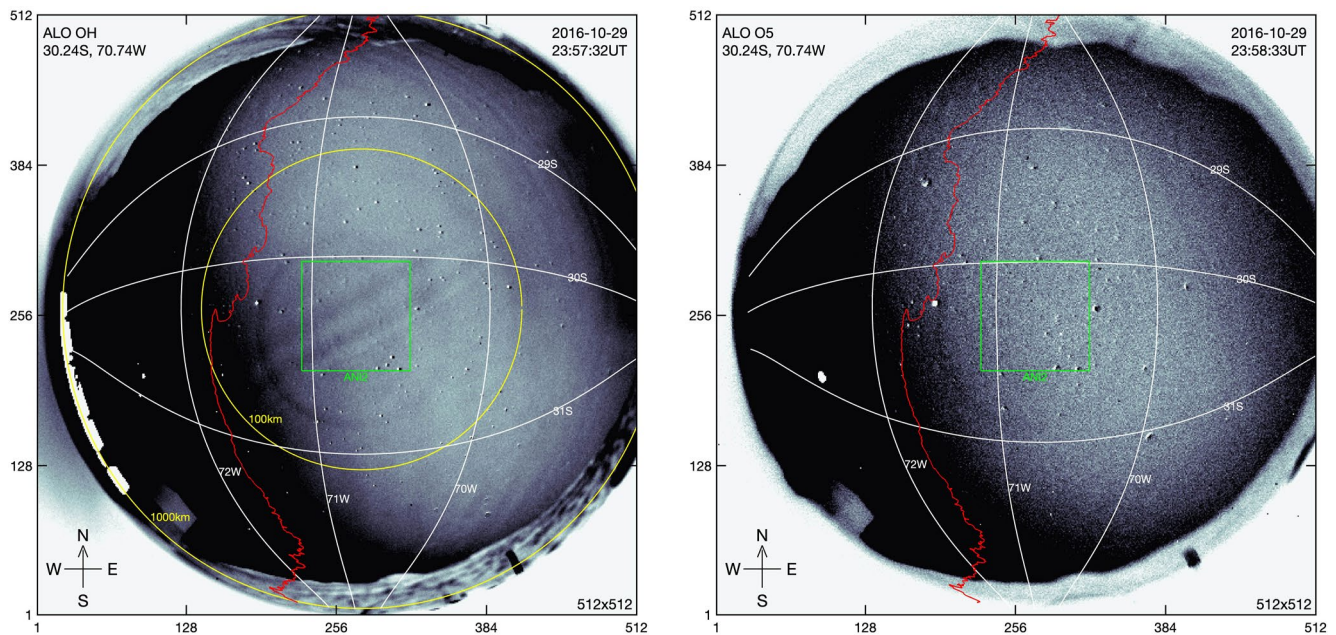 512
384
256
128
1
1
128
256
384
512
ALO OH
30.24S, 70.74W
2016-10-29
23:57:32UT
29S
30S
31S
100km
1000km
72W
71W
70W
N
W E
S
512x512
512
384
256
128
1
1
128
256
384
512
ALO O5
30.24S, 70.74W
2016-10-29
23:58:33UT
29S
30S
31S
72W
71W
70W
N
W E
S
512x512